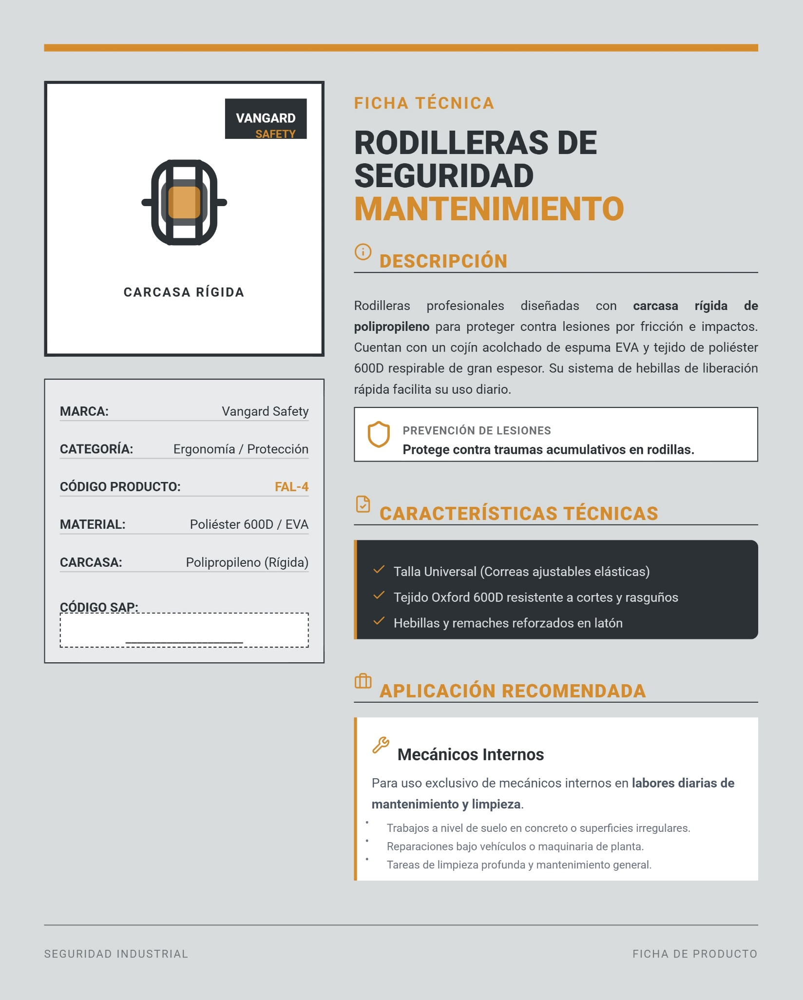 VANGARD
SAFETY
CARCASA RÍGIDA
MARCA: Vangard Safety
CATEGORÍA: Ergonomía / Protección
CÓDIGO PRODUCTO: FAL-4
MATERIAL: Poliéster 600D / EVA
CARCASA: Polipropileno (Rígida)
CÓDIGO SAP:
FICHA TÉCNICA
RODILLERAS DE
SEGURIDAD
MANTENIMIENTO
DESCRIPCIÓN
Rodilleras profesionales diseñadas con carcasa rígida de
polipropileno para proteger contra lesiones por fricción e impactos.
Cuentan con un cojín acolchado de espuma EVA y tejido de poliéster
600D respirable de gran espesor. Su sistema de hebillas de liberación
rápida facilita su uso diario.
PREVENCIÓN DE LESIONES
Protege contra traumas acumulativos en rodillas.
CARACTERÍSTICAS TÉCNICAS
Talla Universal (Correas ajustables elásticas)
Tejido Oxford 600D resistente a cortes y rasguños
Hebillas y remaches reforzados en latón
APLICACIÓN RECOMENDADA
Mecánicos Internos
Para uso exclusivo de mecánicos internos en labores diarias de
mantenimiento y limpieza.
• Trabajos a nivel de suelo en concreto o superficies irregulares.
• Reparaciones bajo vehículos o maquinaria de planta.
• Tareas de limpieza profunda y mantenimiento general.
SEGURIDAD INDUSTRIAL
FICHA DE PRODUCTO